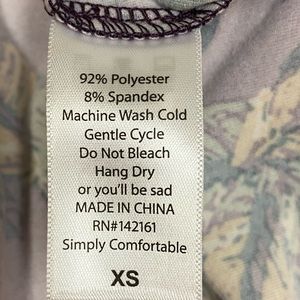 92% Polyester
8% Spandex
Machine Wash Cold
Gentle Cycle
Do Not Bleach
Hang Dry
or you'll be sad
MADE IN CHINA
RN#142161
Simply Comfortable
XS